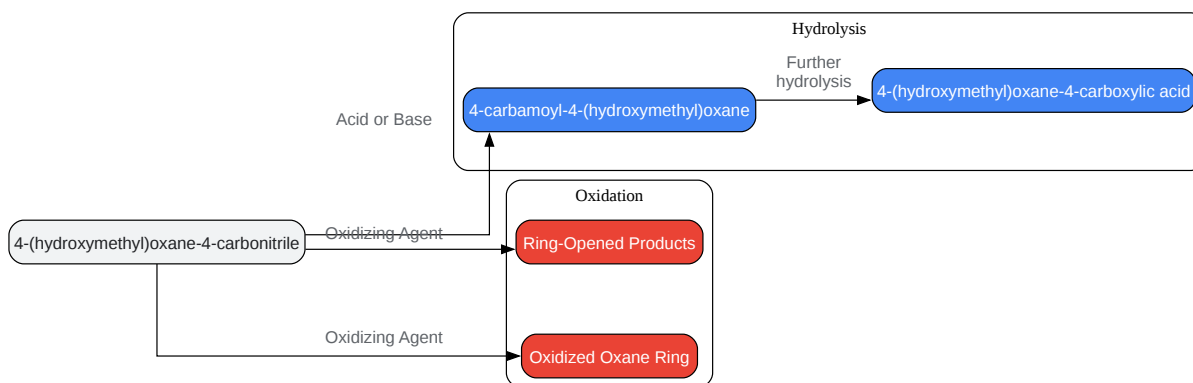 Hydrolysis
Further
hydrolysis
4-(hydroxymethyl)oxane-4-carboxylic acid
4-carbamoyl-4-(hydroxymethyl)oxane
Acid or Base
Oxidation
4-(hydroxymethyl)oxane-4-carbonitrile
Oxidizing Agent
Ring-Opened Products
Oxidizing Agent
Oxidized Oxane Ring